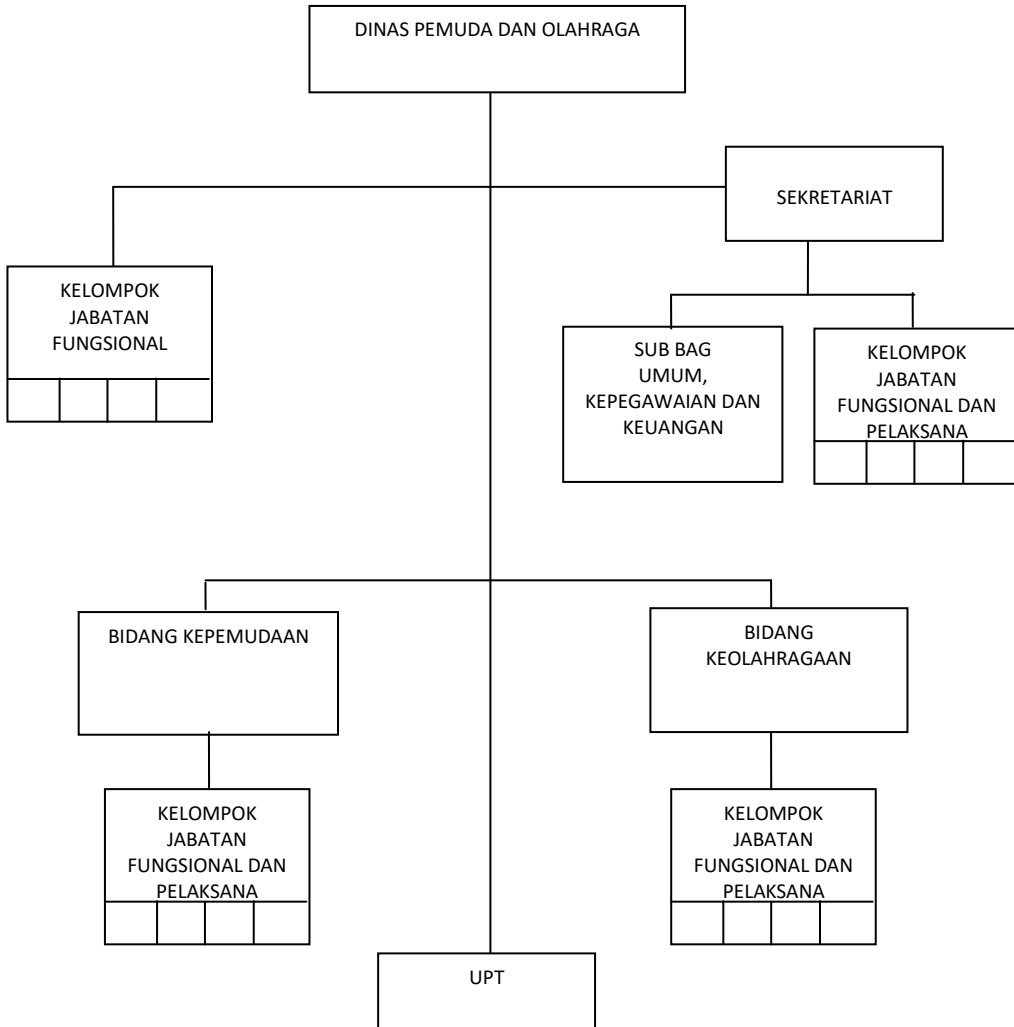 DINAS PEMUDA DAN OLAHRAGA
SEKRETARIAT
KELOMPOK
JABATAN
FUNGSIONAL
SUB BAG
UMUM,
KEPEGAWAIAN DAN
KEUANGAN
KELOMPOK
JABATAN
FUNGSIONAL DAN
PELAKSANA
BIDANG KEPEMUDAAN
BIDANG
KEOLAHRAGAAN
KELOMPOK
JABATAN
FUNGSIONAL DAN
PELAKSANA
KELOMPOK
JABATAN
FUNGSIONAL DAN
PELAKSANA
UPT